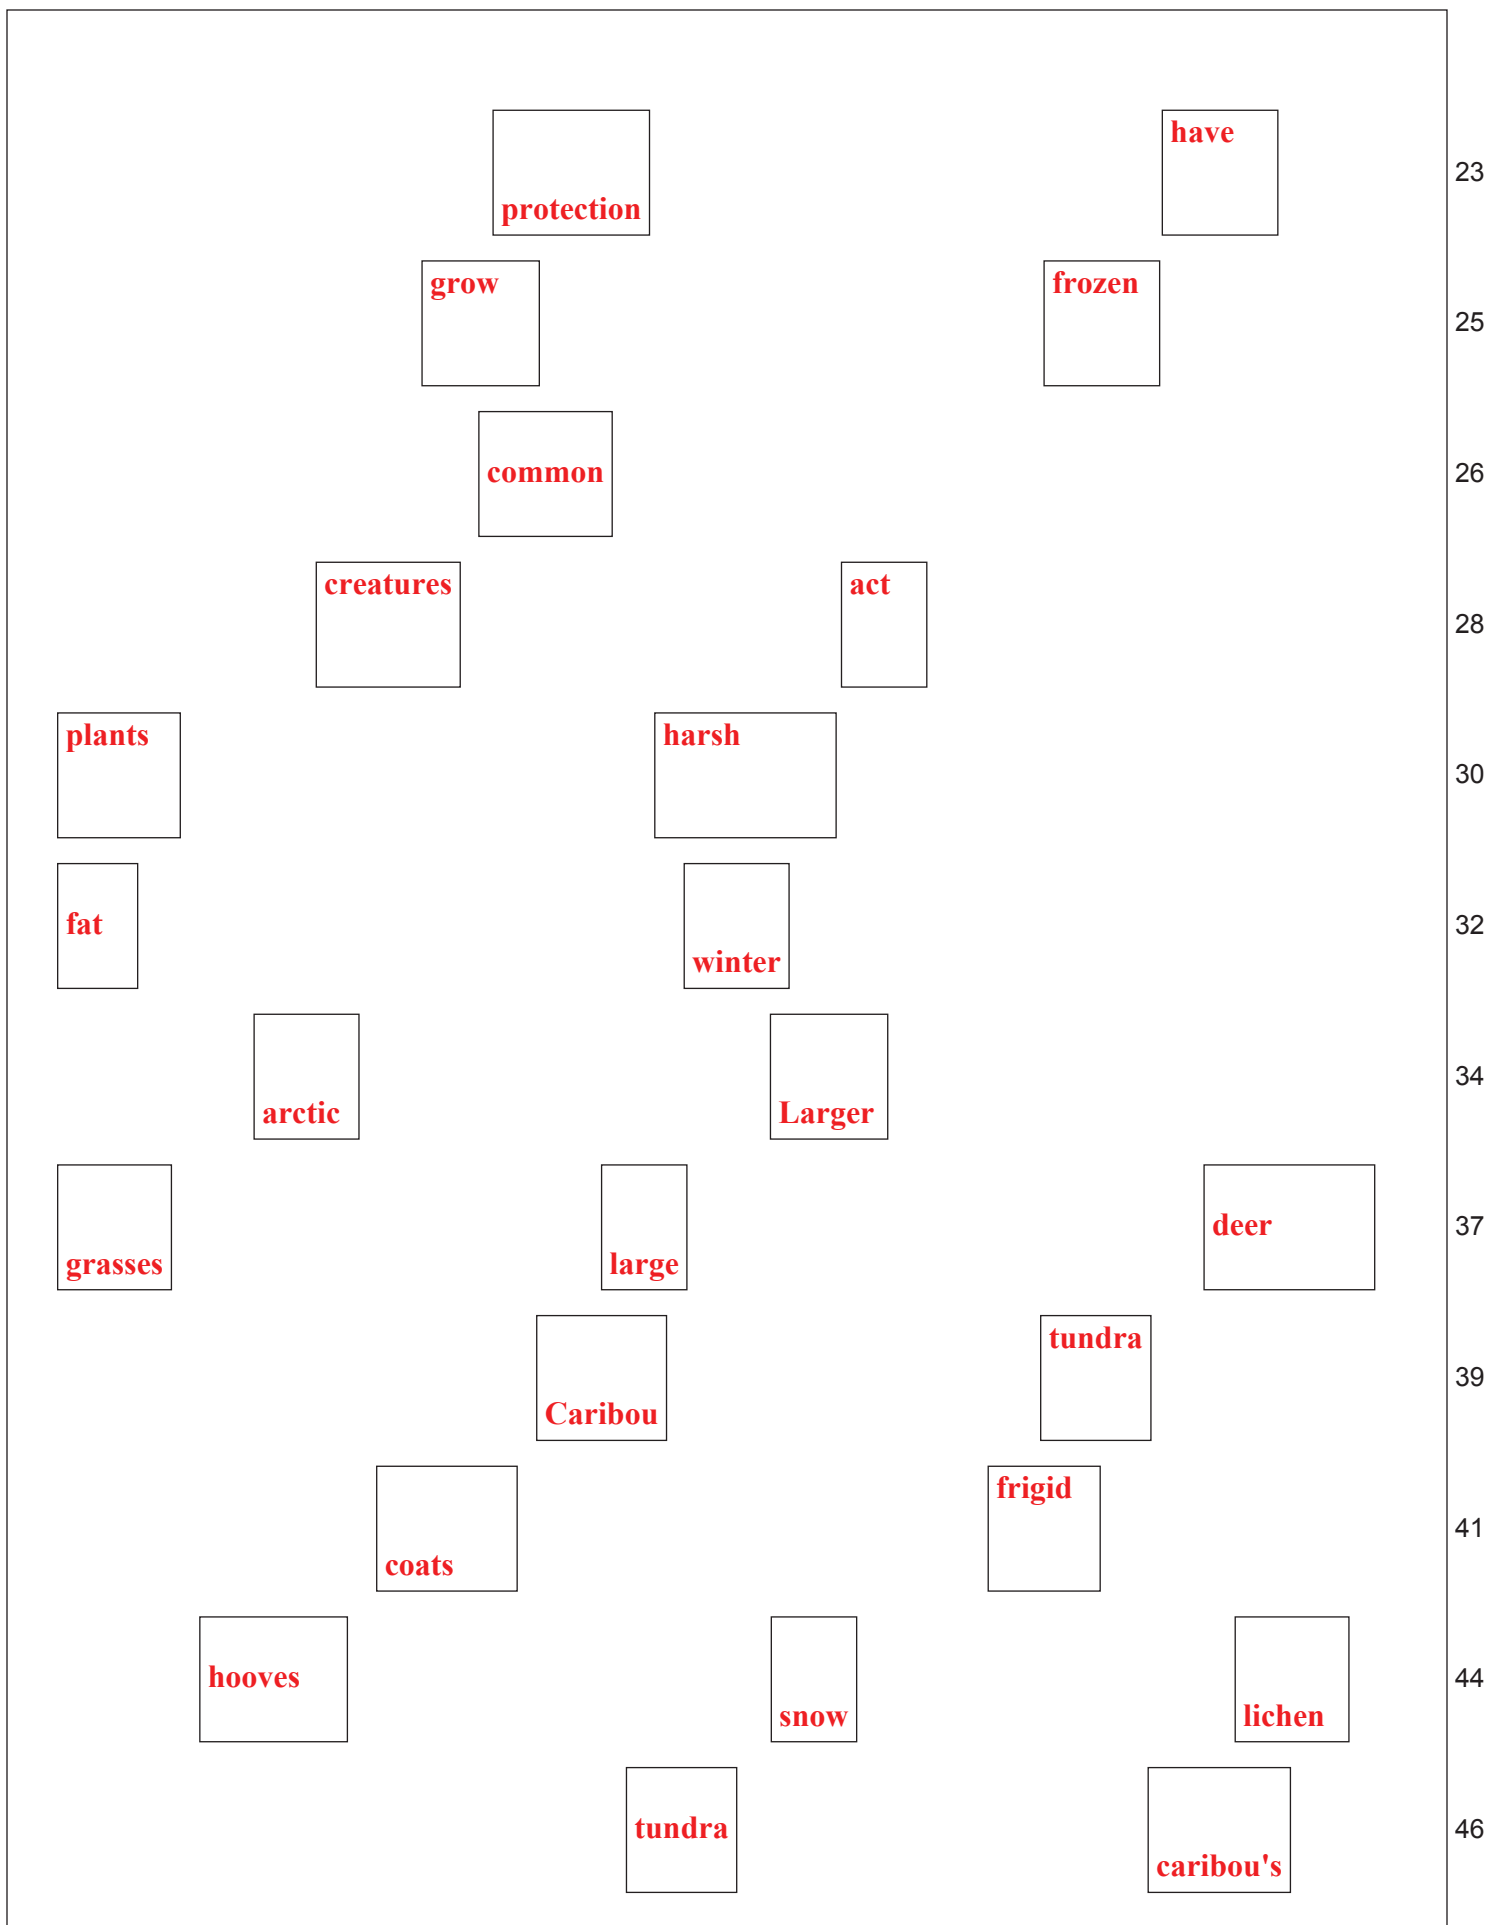 have
23
protection
grow frozen
25
common 26
creatures act
28
plants harsh
30
fat 32
winter
34
arctic Larger
deer 37
grasses large
tundra
39
Caribou
frigid
41
coats
hooves 44
snow lichen
tundra 46
caribou's